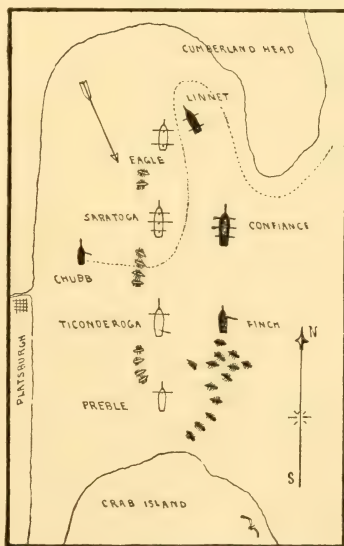 CUMBERLAND HEAD
LINNET
EAGLE
SARATOGA
CONFIANCE
CHUBB
TICONDEROGA
FINCH
N
PLATSBURGH
PREBLE
S
CRAB ISLAND